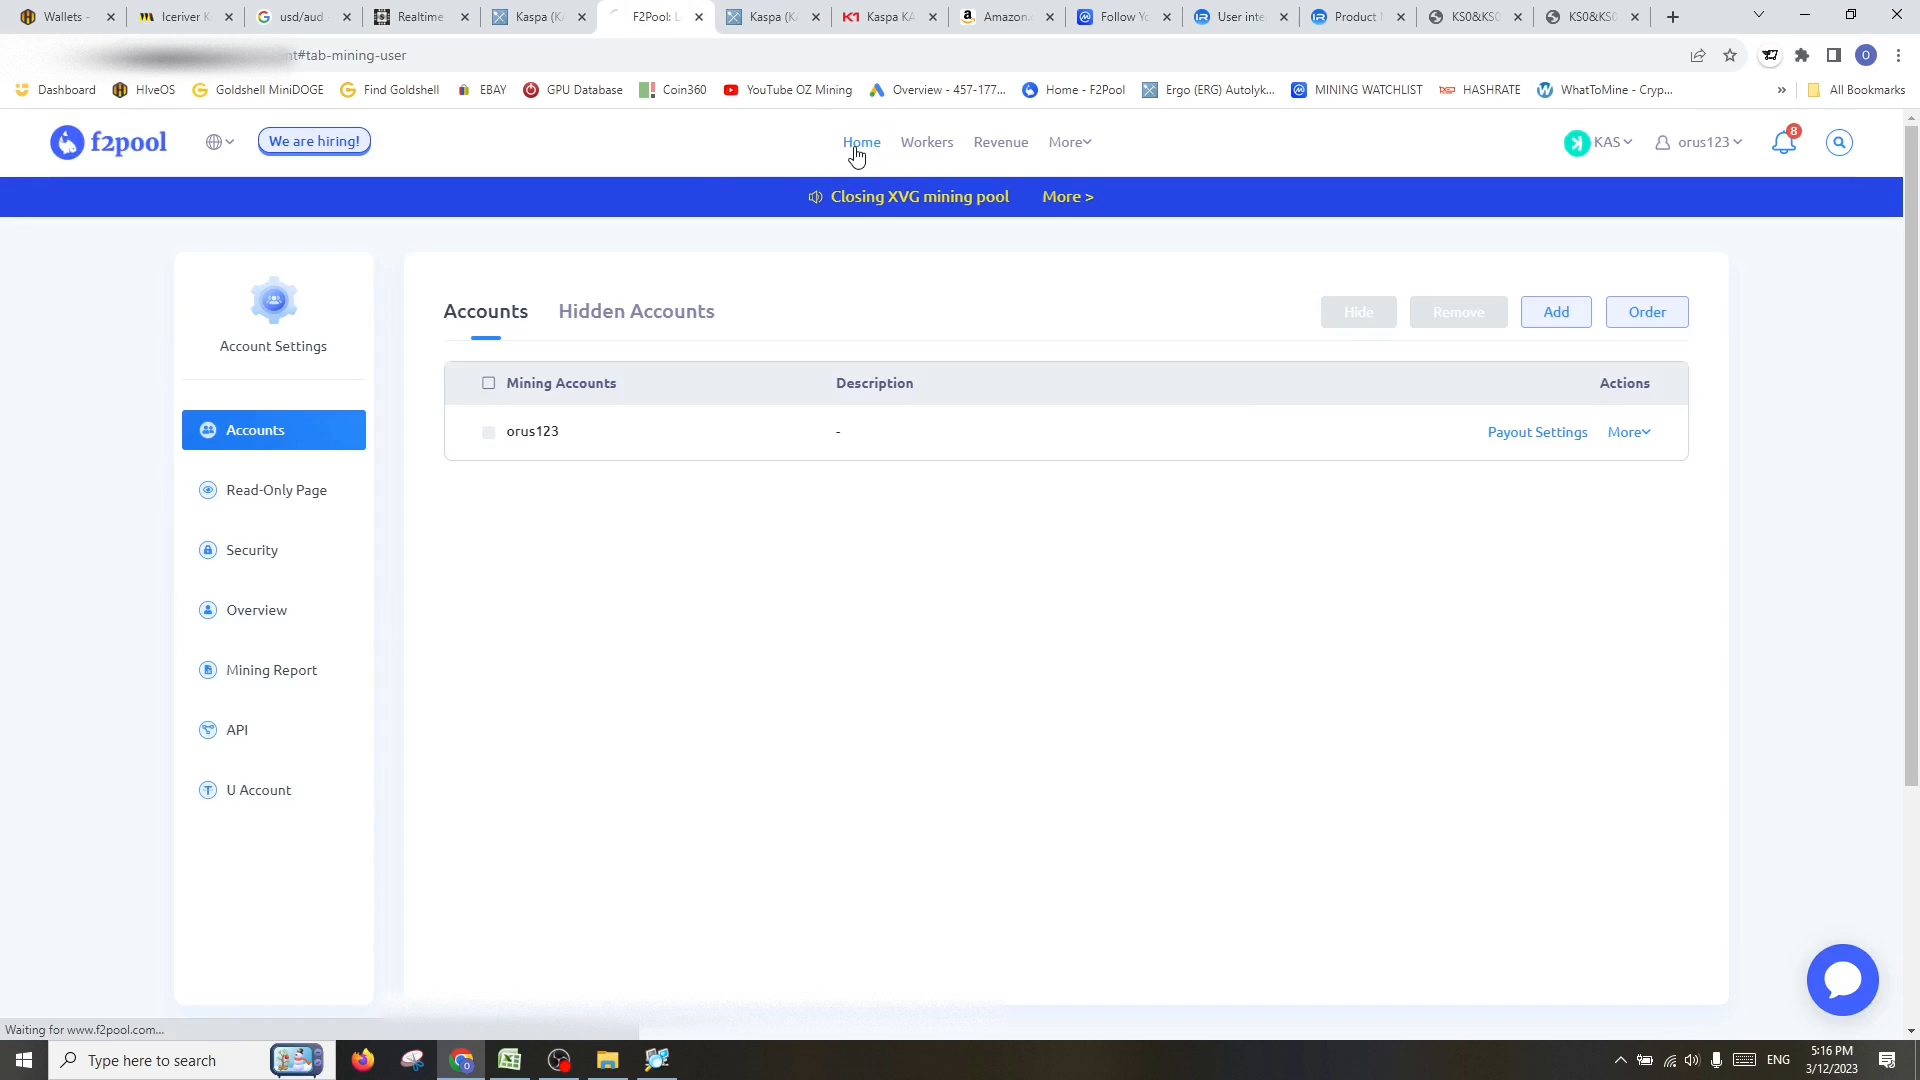 Wallets - Iceriver K usd/aud Realtime Kaspa (K F2Pool: L Kaspa (K Kaspa KA Amazon. Follow Yo User inte Product KS0&KS0 KS0&KS0
nt#tab-mining-user
Dashboard HIveOS Goldshell MiniDOGE Find Goldshell EBAY GPU Database Coin360 YouTube OZ Mining Overview - 457-177... Home - F2Pool Ergo (ERG) Autolyk... MINING WATCHLIST HASHRATE WhatToMine - Cryp... » All Bookmarks
f2pool We are hiring! Home Workers Revenue More KAS orus123 8
Closing XVG mining pool More >
Account Settings
Accounts
Read-Only Page
Security
Overview
Mining Report
API
U Account
Accounts Hidden Accounts Hide Remove Add Order
Mining Accounts Description Actions
orus123 - Payout Settings More
Waiting for www.f2pool.com...
Type here to search ENG 5:16 PM
3/12/2023